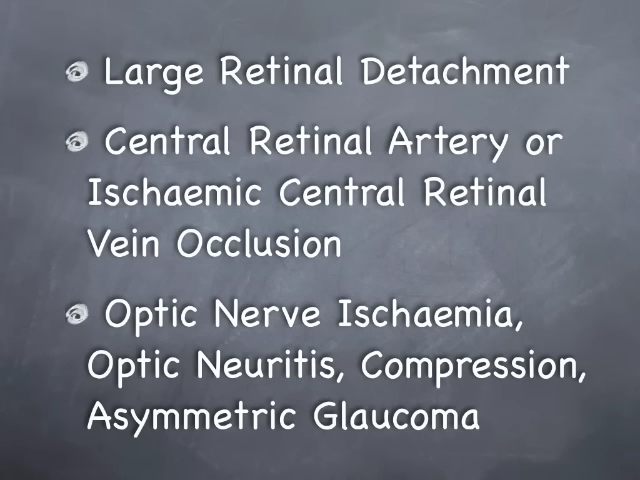 Large Retinal Detachment
Central Retinal Artery or
Ischaemic Central Retinal
Vein Occlusion
Optic Nerve Ischaemia,
Optic Neuritis, Compression,
Asymmetric Glaucoma